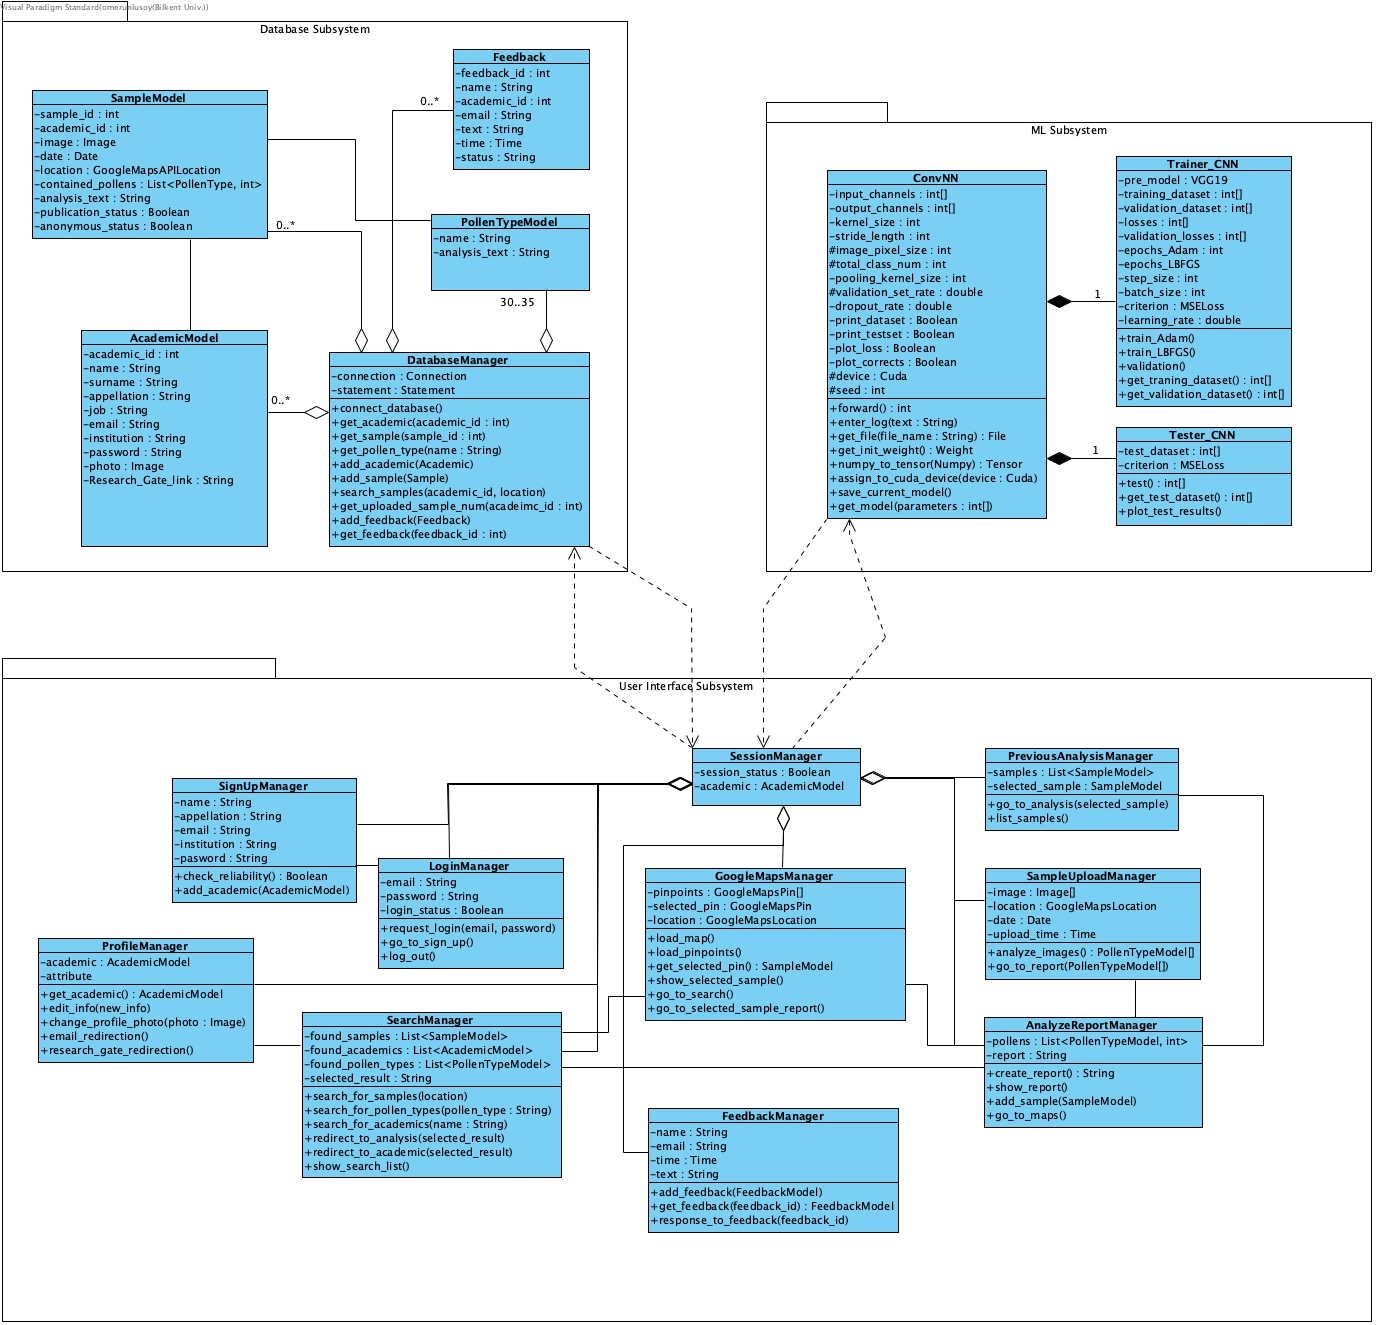 Visual Paradigm Standard(omerunlusoy(Bilkent Univ.))
Database Subsystem
Feedback
-feedback_id : int
-name : String
-academic_id : int
-email : String
-text : String
-time : Time
-status : String
0..*
SampleModel
-sample_id : int
-academic_id : int
-image : Image
-date : Date
-location : GoogleMapsAPILocation
-contained_pollens : List<PollenType, int>
-analysis_text : String
-publication_status : Boolean
-anonymous_status : Boolean
0..*
PollenTypeModel
-name : String
-analysis_text : String
30..35
AcademicModel
-academic_id : int
-name : String
-surname : String
-appellation : String
-job : String
-email : String
-institution : String
-password : String
-photo : Image
-Research_Gate_link : String
0..*
DatabaseManager
-connection : Connection
-statement : Statement
+connect_database()
+get_academic(academic_id : int)
+get_sample(sample_id : int)
+get_pollen_type(name : String)
+add_academic(Academic)
+add_sample(Sample)
+search_samples(academic_id, location)
+get_uploaded_sample_num(acadeimc_id : int)
+add_feedback(Feedback)
+get_feedback(feedback_id : int)
ML Subsystem
ConvNN
-input_channels : int[]
-output_channels : int[]
-kernel_size : int
-stride_length : int
#image_pixel_size : int
#total_class_num : int
-pooling_kernel_size : int
#validation_set_rate : double
-dropout_rate : double
-print_dataset : Boolean
-print_testset : Boolean
-plot_loss : Boolean
-plot_corrects : Boolean
#device : Cuda
#seed : int
+forward() : int
+enter_log(text : String)
+get_file(file_name : String) : File
+get_init_weight() : Weight
+numpy_to_tensor(Numpy) : Tensor
+assign_to_cuda_device(device : Cuda)
+save_current_model()
+get_model(parameters : int[])
1
Trainer_CNN
-pre_model : VGG19
-training_dataset : int[]
-validation_dataset : int[]
-losses : int[]
-validation_losses : int[]
-epochs_Adam : int
-epochs_LBFGS
-step_size : int
-batch_size : int
-criterion : MSELoss
-learning_rate : double
+train_Adam()
+train_LBFGS()
+validation()
+get_traning_dataset() : int[]
+get_validation_dataset() : int[]
1
Tester_CNN
-test_dataset : int[]
-criterion : MSELoss
+test() : int[]
+get_test_dataset() : int[]
+plot_test_results()
User Interface Subsystem
SessionManager
-session_status : Boolean
-academic : AcademicModel
PreviousAnalysisManager
-samples : List<SampleModel>
-selected_sample : SampleModel
+go_to_analysis(selected_sample)
+list_samples()
SignUpManager
-name : String
-appellation : String
-email : String
-institution : String
-pasword : String
+check_reliability() : Boolean
+add_academic(AcademicModel)
LoginManager
-email : String
-password : String
-login_status : Boolean
+request_login(email, password)
+go_to_sign_up()
+log_out()
GoogleMapsManager
-pinpoints : GoogleMapsPin[]
-selected_pin : GoogleMapsPin
-location : GoogleMapsLocation
+load_map()
+load_pinpoints()
+get_selected_pin() : SampleModel
+show_selected_sample()
+go_to_search()
+go_to_selected_sample_report()
SampleUploadManager
-image : Image[]
-location : GoogleMapsLocation
-date : Date
-upload_time : Time
+analyze_images() : PollenTypeModel[]
+go_to_report(PollenTypeModel[])
ProfileManager
-academic : AcademicModel
-attribute
+get_academic() : AcademicModel
+edit_info(new_info)
+change_profile_photo(photo : Image)
+email_redirection()
+research_gate_redirection()
SearchManager
-found_samples : List<SampleModel>
-found_academics : List<AcademicModel>
-found_pollen_types : List<PollenTypeModel>
-selected_result : String
+search_for_samples(location)
+search_for_pollen_types(pollen_type : String)
+search_for_academics(name : String)
+redirect_to_analysis(selected_result)
+redirect_to_academic(selected_result)
+show_search_list()
AnalyzeReportManager
-pollens : List<PollenTypeModel, int>
-report : String
+create_report() : String
+show_report()
+add_sample(SampleModel)
+go_to_maps()
FeedbackManager
-name : String
-email : String
-time : Time
-text : String
+add_feedback(FeedbackModel)
+get_feedback(feedback_id) : FeedbackModel
+response_to_feedback(feedback_id)